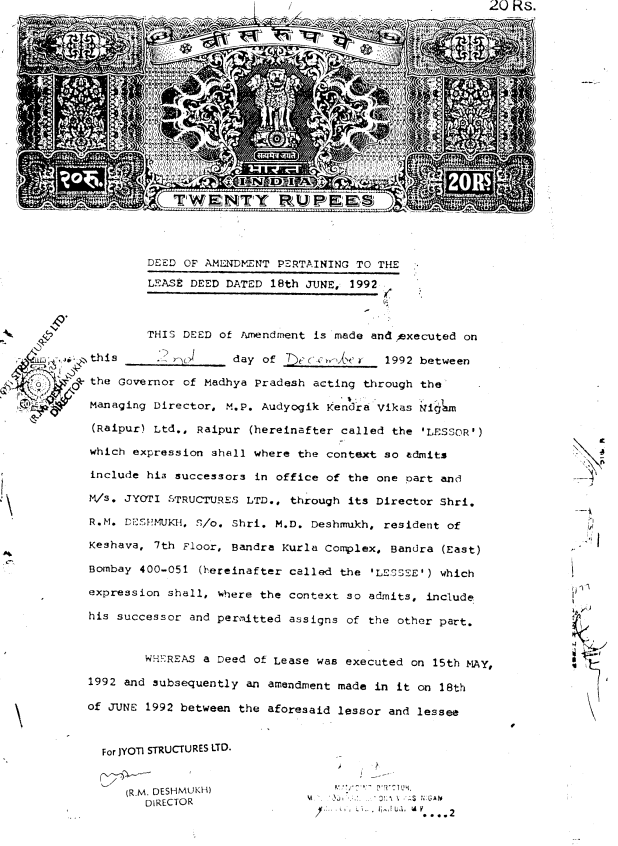 20 Rs.
बीस रुपये
सत्यमेव जयते
भारत
INDIA
२०रु.
20RS
TWENTY RUPEES
DEED OF AMENDMENT PERTAINING TO THE
LEASE DEED DATED 18th JUNE, 1992
THIS DEED of Amendment is made and executed on
this 2nd day of December 1992 between
the Governor of Madhya Pradesh acting through the
Managing Director, M.P. Audyogik Kendra Vikas Nigam
(Raipur) Ltd., Raipur (hereinafter called the 'LESSOR')
which expression shall where the context so admits
include his successors in office of the one part and
M/s. JYOTI STRUCTURES LTD., through its Director Shri.
R.M. DESHMUKH, S/o. Shri. M.D. Deshmukh, resident of
Keshava, 7th Floor, Bandra Kurla Complex, Bandra (East)
Bombay 400-051 (hereinafter called the 'LESSEE') which
expression shall, where the context so admits, include
his successor and permitted assigns of the other part.
WHEREAS a Deed of Lease was executed on 15th MAY,
1992 and subsequently an amendment made in it on 18th
of JUNE 1992 between the aforesaid lessor and lessee
STRUCTURES LTD.
(R.M. DESHMUKH)
DIRECTOR
For JYOTI STRUCTURES LTD.
(R.M. DESHMUKH)
DIRECTOR
DIRECTOR,
VIKAS NIGAM
....2